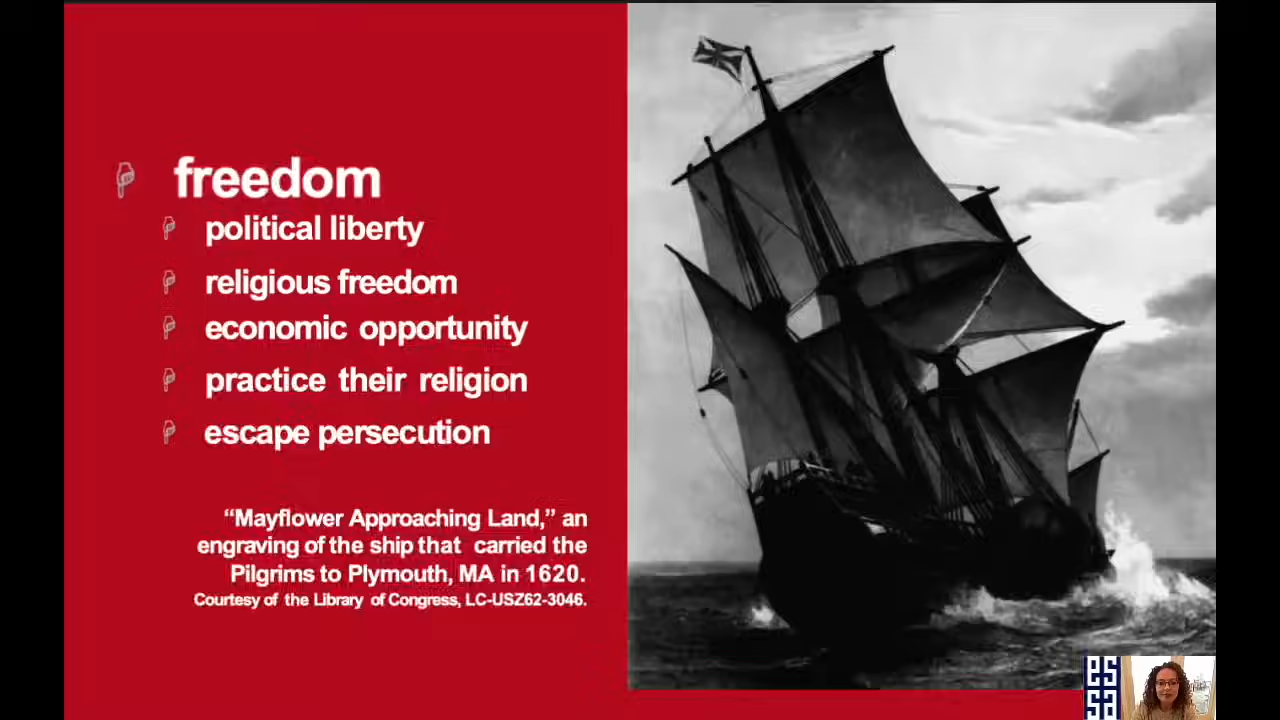 freedom
political liberty
religious freedom
economic opportunity
practice their religion
escape persecution
“Mayflower Approaching Land,” an
engraving of the ship that carried the
Pilgrims to Plymouth, MA in 1620.
Courtesy of the Library of Congress, LC-USZ62-3046.